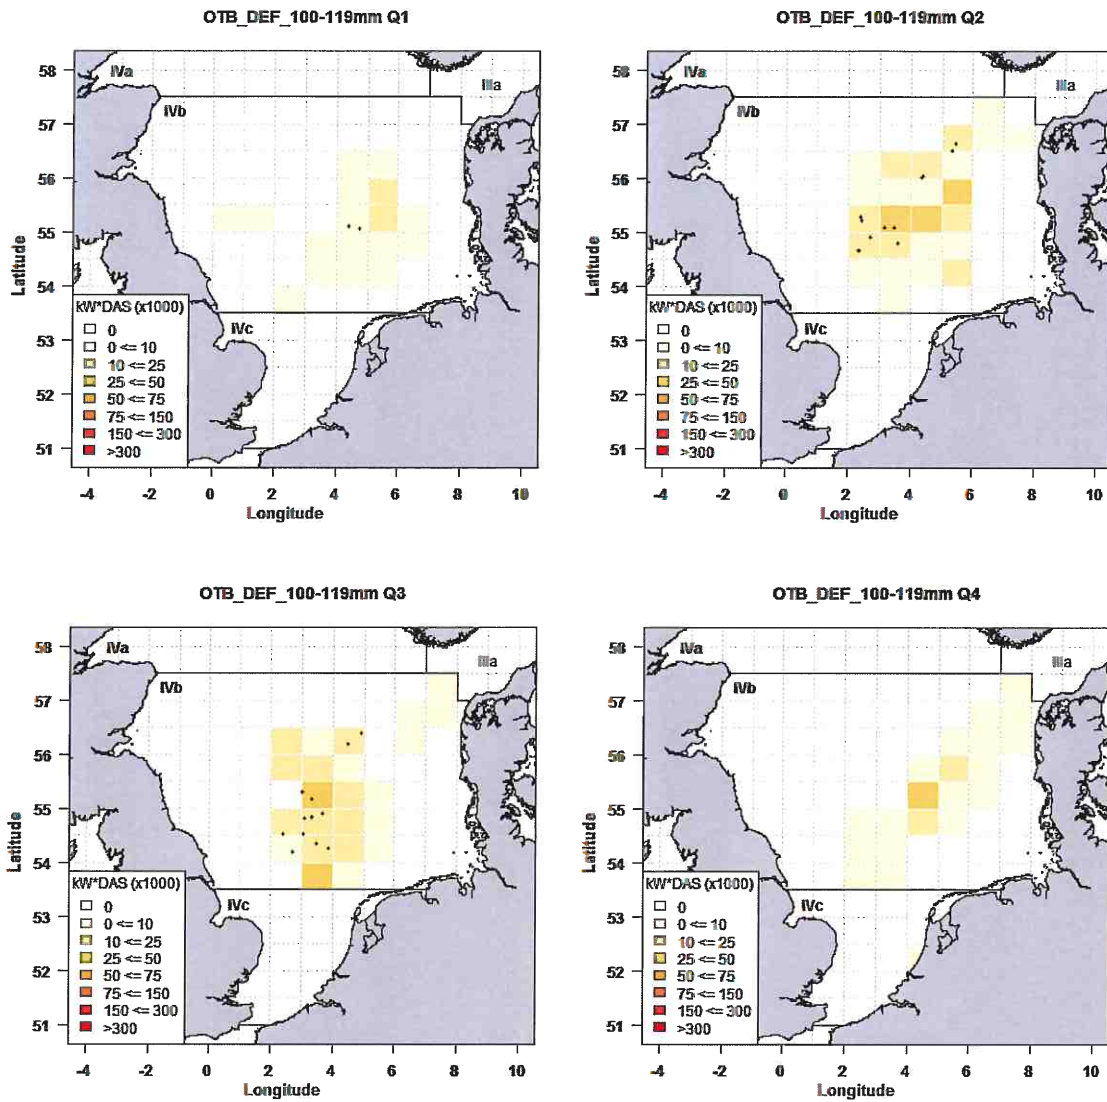 OTB_DEF_100-119mm Q1
58
57
56
55
54
53
52
51
Latitude
IVa
IIIa
IVb
IVc
kW*DAS (x1000)
0
0 <= 10
10 <= 25
25 <= 50
50 <= 75
75 <= 150
150 <= 300
>300
-4 -2 0 2 4 6 8 10
Longitude
OTB_DEF_100-119mm Q2
58
57
56
55
54
53
52
51
Latitude
IVa
IIIa
IVb
IVc
kW*DAS (x1000)
0
0 <= 10
10 <= 25
25 <= 50
50 <= 75
75 <= 150
150 <= 300
>300
-4 -2 0 2 4 6 8 10
Longitude
OTB_DEF_100-119mm Q3
58
57
56
55
54
53
52
51
Latitude
IVa
IIIa
IVb
IVc
kW*DAS (x1000)
0
0 <= 10
10 <= 25
25 <= 50
50 <= 75
75 <= 150
150 <= 300
>300
-4 -2 0 2 4 6 8 10
Longitude
OTB_DEF_100-119mm Q4
58
57
56
55
54
53
52
51
Latitude
IVa
IIIa
IVb
IVc
kW*DAS (x1000)
0
0 <= 10
10 <= 25
25 <= 50
50 <= 75
75 <= 150
150 <= 300
>300
-4 -2 0 2 4 6 8 10
Longitude